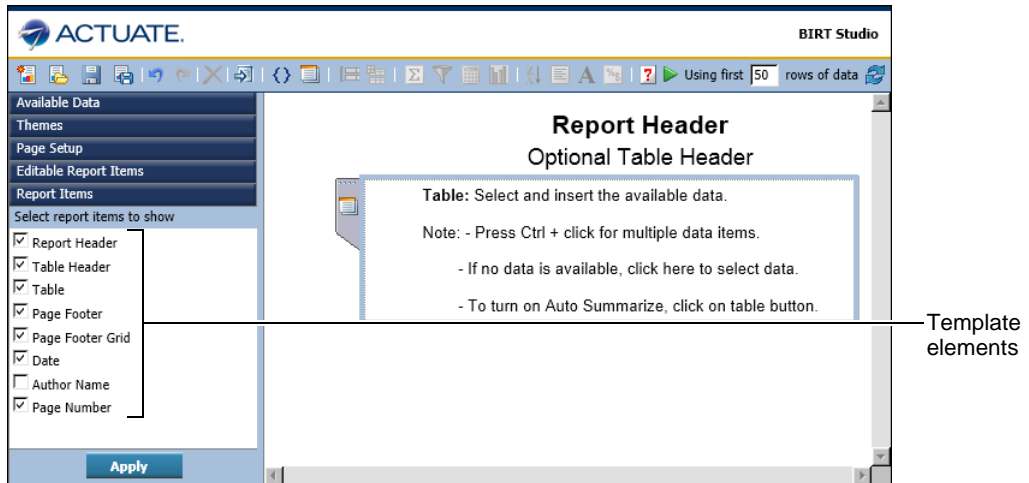 ACTUATE.
BIRT Studio
Using first 50 rows of data
Available Data
Themes
Page Setup
Editable Report Items
Report Items
Select report items to show
Report Header
Table Header
Table
Page Footer
Page Footer Grid
Date
Author Name
Page Number
Apply
Report Header
Optional Table Header
Table: Select and insert the available data.
Note: - Press Ctrl + click for multiple data items.
- If no data is available, click here to select data.
- To turn on Auto Summarize, click on table button.
Template
elements